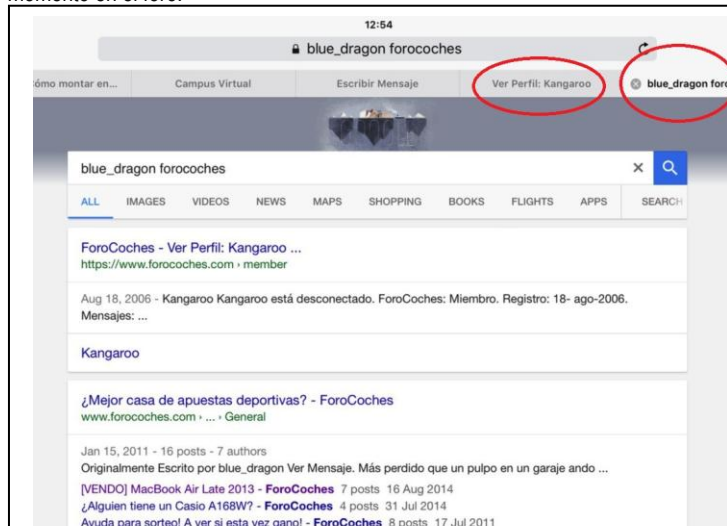 momento en el foro.
12:54
blue_dragon forocoches
Cómo montar en... Campus Virtual Escribir Mensaje Ver Perfil: Kangaroo blue_dragon foro
blue_dragon forocoches
ALL IMAGES VIDEOS NEWS MAPS SHOPPING BOOKS FLIGHTS APPS SEARCH
ForoCoches - Ver Perfil: Kangaroo ...
https://www.forocoches.com › member
Aug 18, 2006 - Kangaroo Kangaroo está desconectado. ForoCoches: Miembro. Registro: 18- ago-2006.
Mensajes: ...
Kangaroo
¿Mejor casa de apuestas deportivas? - ForoCoches
www.forocoches.com › ... › General
Jan 15, 2011 - 16 posts - 7 authors
Originalmente Escrito por blue_dragon Ver Mensaje. Más perdido que un pulpo en un garaje ando ...
[VENDO] MacBook Air Late 2013 - ForoCoches 7 posts 16 Aug 2014
¿Alguien tiene un Casio A168W? - ForoCoches 4 posts 31 Jul 2014
Ayuda para sorteo! A ver si esta vez gano! - ForoCoches 8 posts 17 Jul 2011